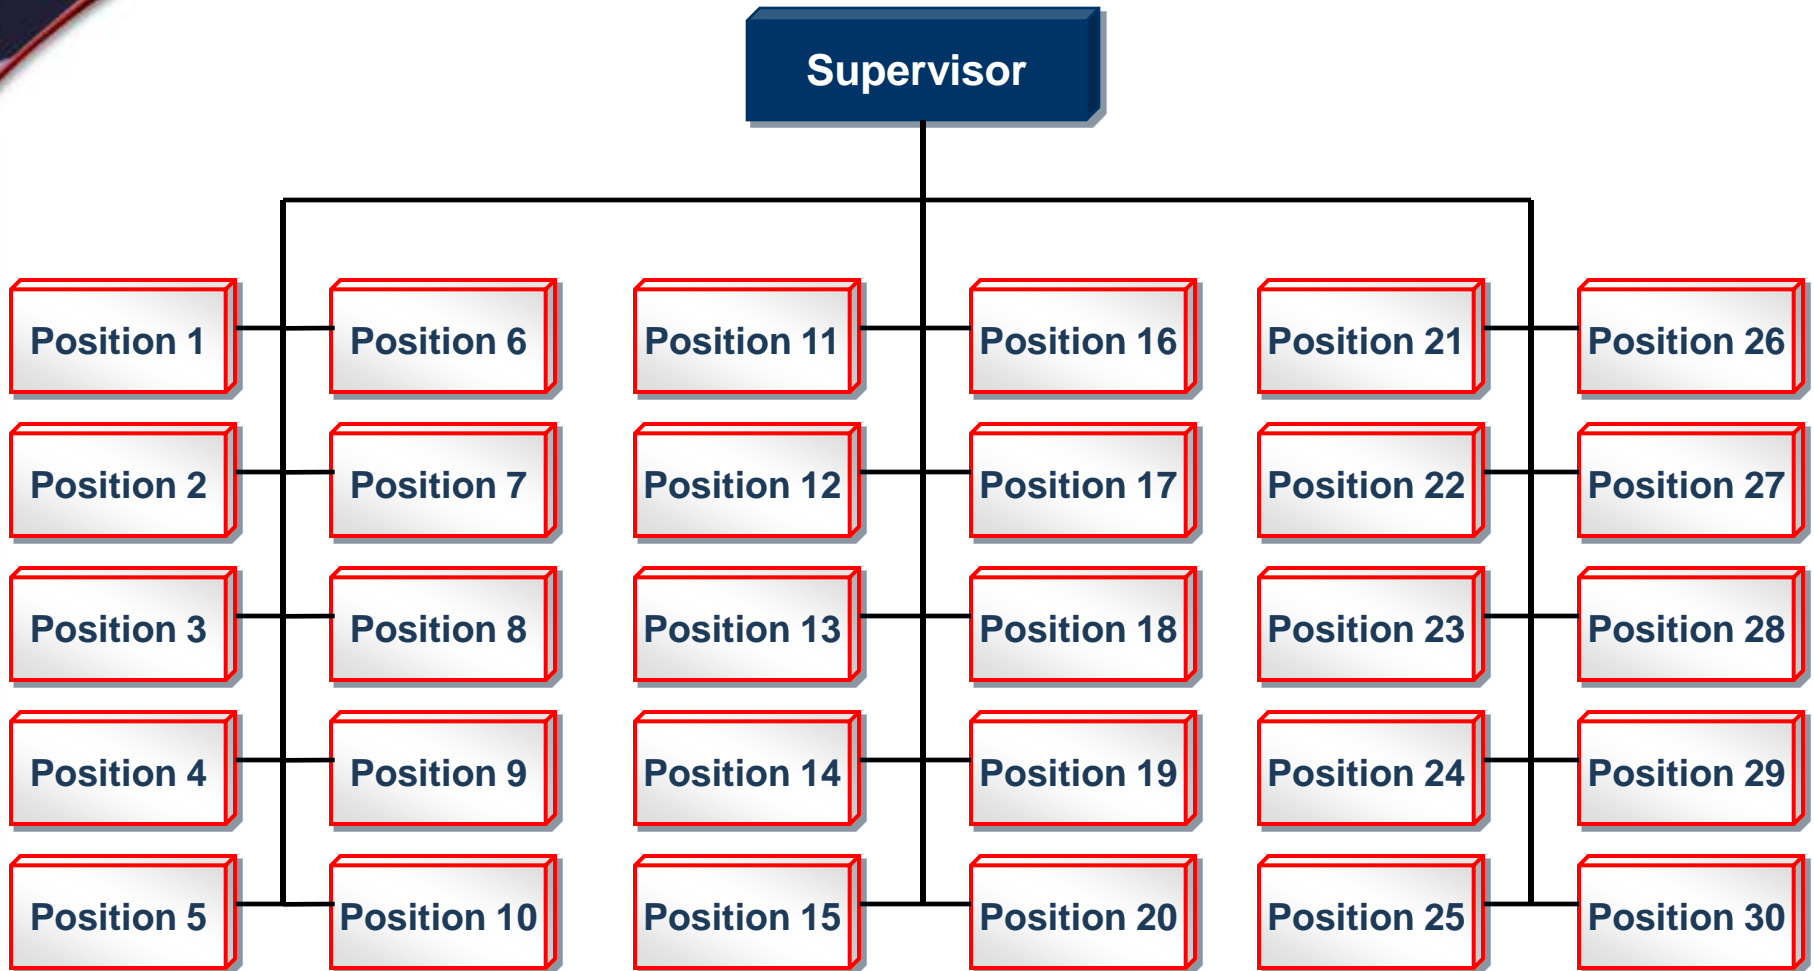 Supervisor
Position 1
Position 6
Position 11
Position 16
Position 21
Position 26
Position 2
Position 7
Position 12
Position 17
Position 22
Position 27
Position 3
Position 8
Position 13
Position 18
Position 23
Position 28
Position 4
Position 9
Position 14
Position 19
Position 24
Position 29
Position 5
Position 10
Position 15
Position 20
Position 25
Position 30